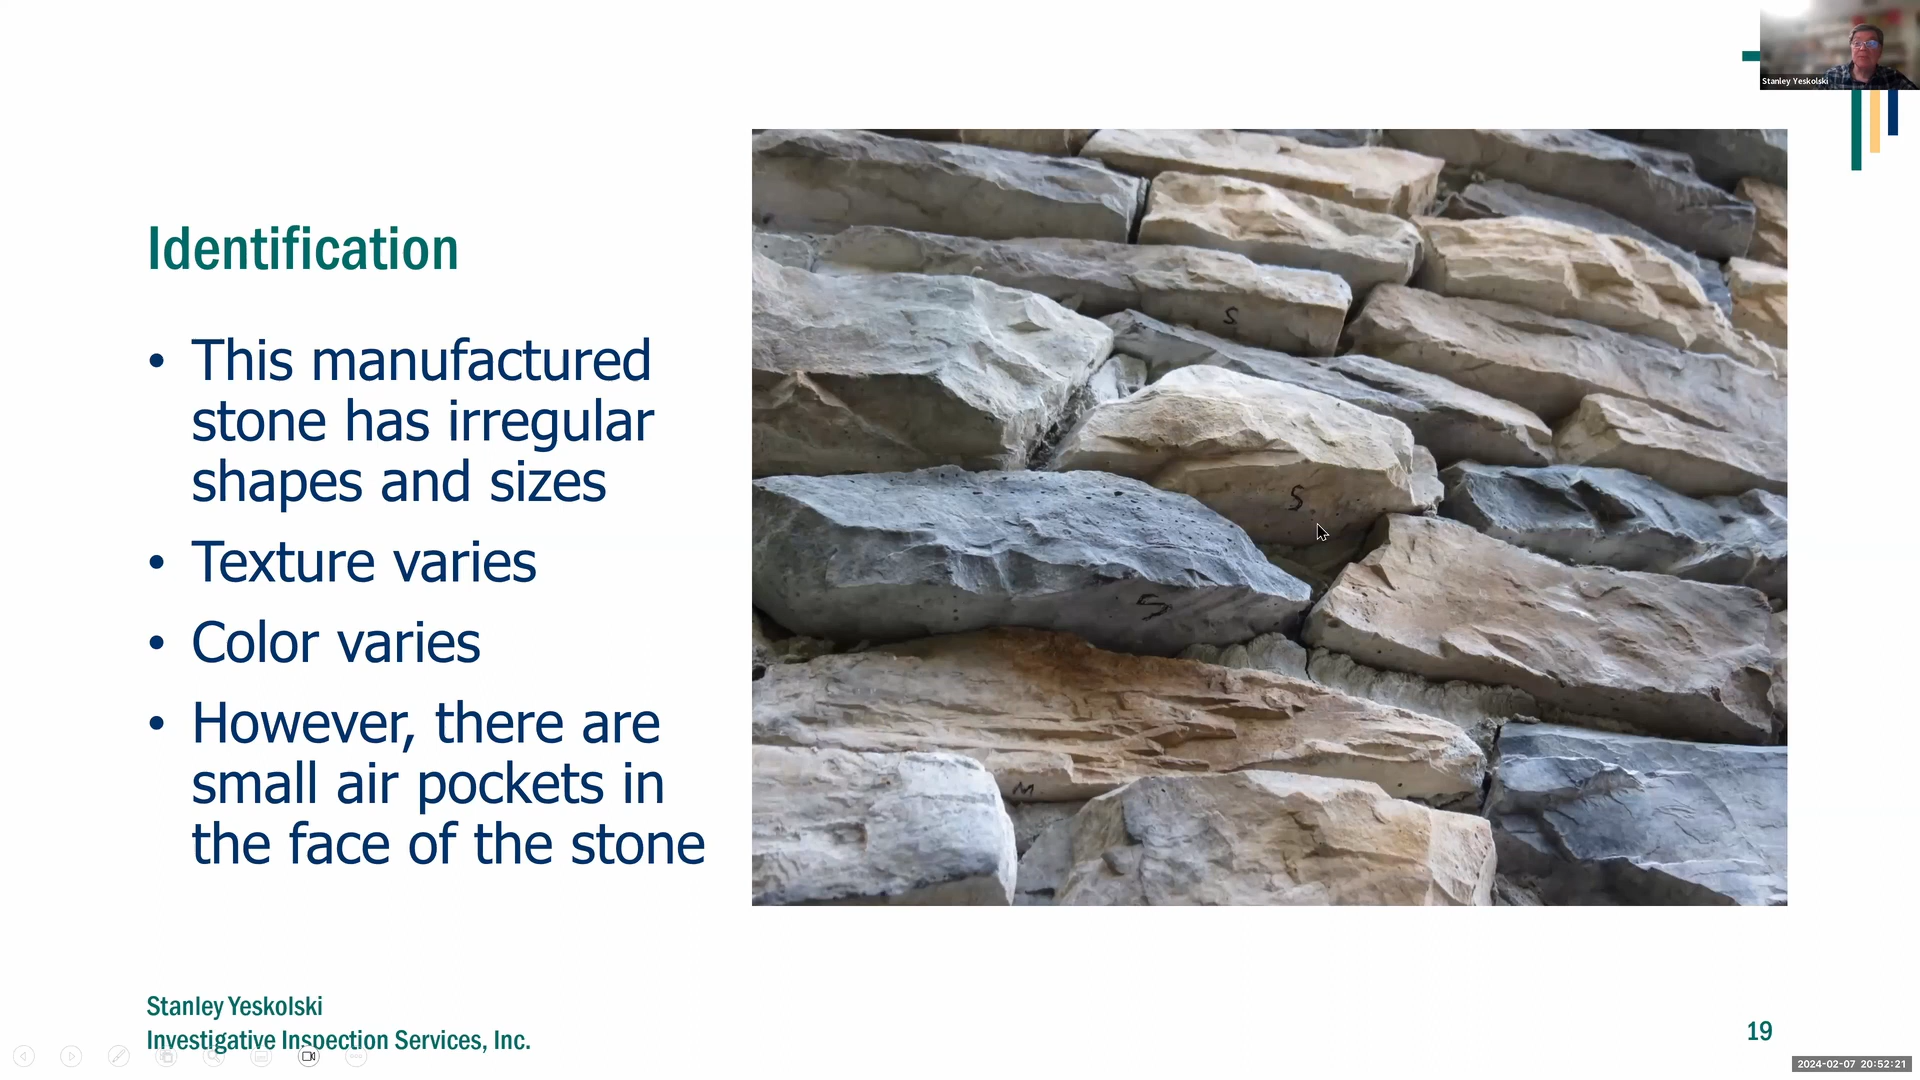 Stanley Yeskolski
Identification
• This manufactured
stone has irregular
shapes and sizes
• Texture varies
• Color varies
• However, there are
small air pockets in
the face of the stone
S
S
S
M
Stanley Yeskolski
Investigative Inspection Services, Inc.
19
2024-02-07 20:52:21